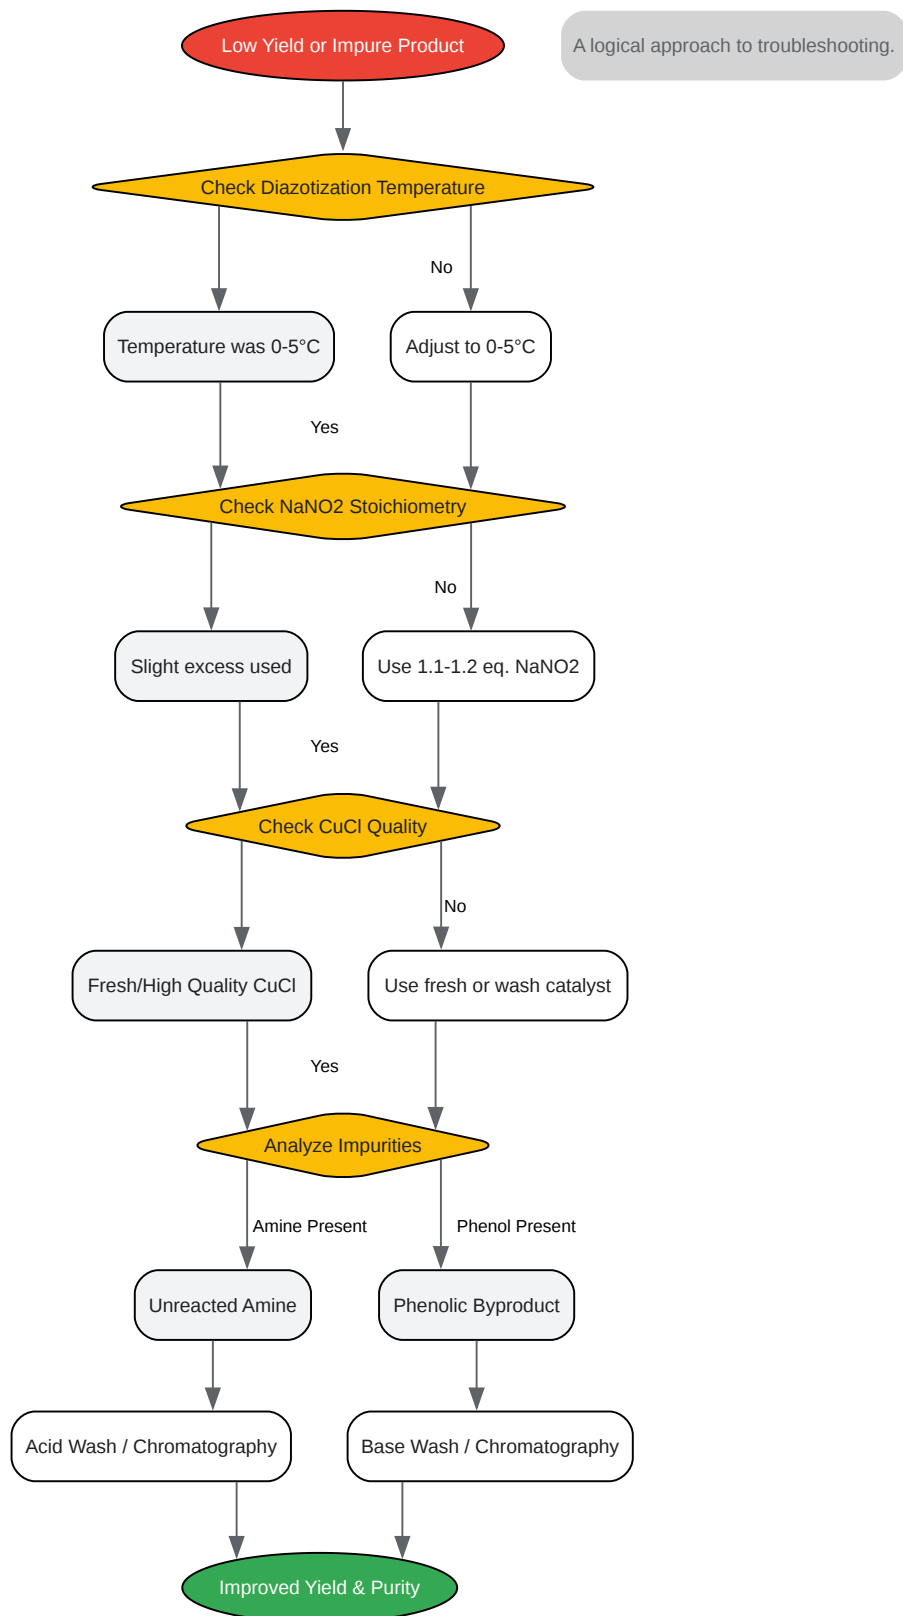 Low Yield or Impure Product
A logical approach to troubleshooting.
Check Diazotization Temperature
No
Temperature was 0-5°C
Adjust to 0-5°C
Yes
Check NaNO2 Stoichiometry
No
Slight excess used
Use 1.1-1.2 eq. NaNO2
Yes
Check CuCl Quality
No
Fresh/High Quality CuCl
Use fresh or wash catalyst
Yes
Analyze Impurities
Amine Present
Phenol Present
Unreacted Amine
Phenolic Byproduct
Acid Wash / Chromatography
Base Wash / Chromatography
Improved Yield & Purity